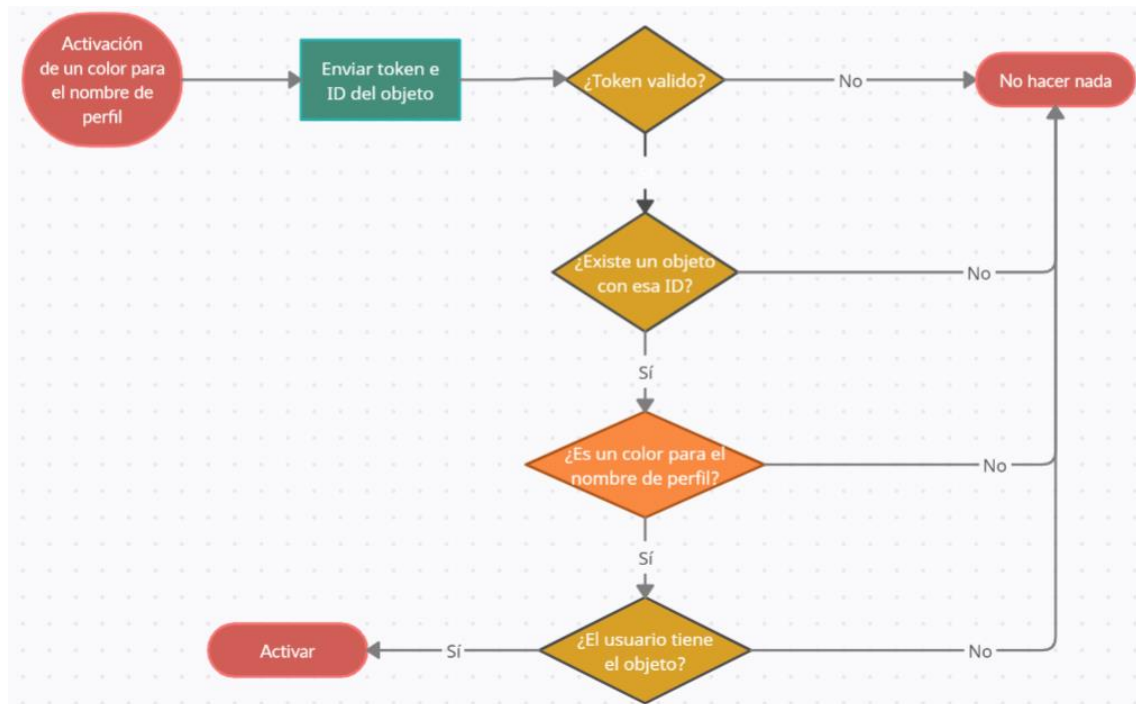 Activación
de un color para
el nombre de
perfil
Enviar token e
ID del objeto
¿Token valido?
No
No hacer nada
¿Existe un objeto
con esa ID?
No
Sí
¿Es un color para el
nombre de perfil?
No
Sí
¿El usuario tiene
el objeto?
No
Sí
Activar